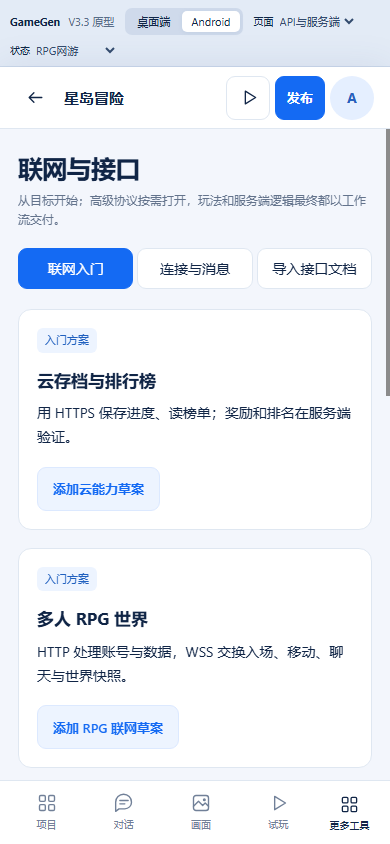 GameGen V3.3 原型 桌面端 Android 页面 API与服务端
状态 RPG网游
星岛冒险 发布 A
联网与接口
从目标开始；高级协议按需打开，玩法和服务端逻辑最终都以工作
流交付。
联网入门 连接与消息 导入接口文档
入门方案
云存档与排行榜
用 HTTPS 保存进度、读榜单；奖励和排名在服务端
验证。
添加云能力草案
入门方案
多人 RPG 世界
HTTP 处理账号与数据，WSS 交换入场、移动、聊
天与世界快照。
添加 RPG 联网草案
项目 对话 画面 试玩 更多工具